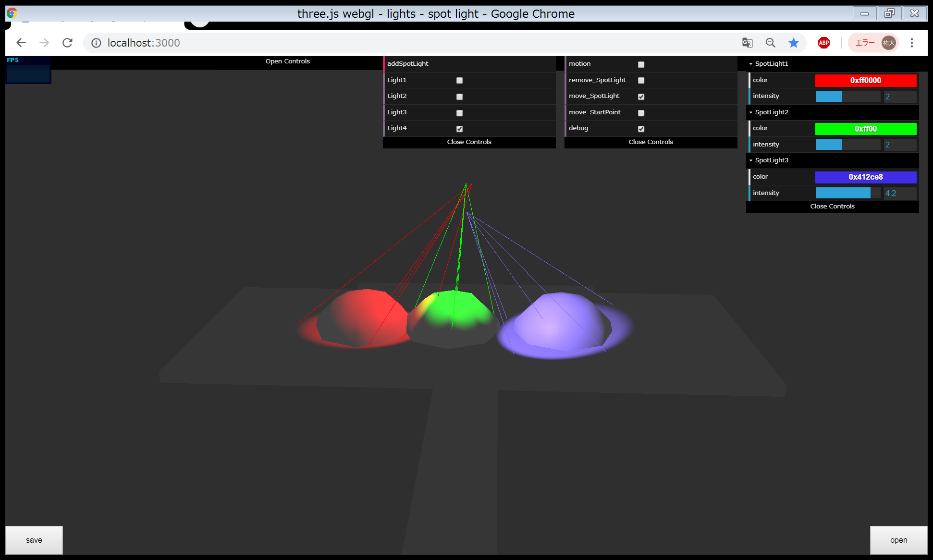 three.js webgl - lights - spot light - Google Chrome
localhost:3000
ABP
エラー
FPS
Open Controls
addSpotLight
Light1
Light2
Light3
Light4
Close Controls
motion
remove_SpotLight
move_SpotLight
move_StartPoint
debug
Close Controls
SpotLight1
color 0xff0000
intensity 2
SpotLight2
color 0xff00
intensity 2
SpotLight3
color 0x412ce8
intensity 4.2
Close Controls
save
open